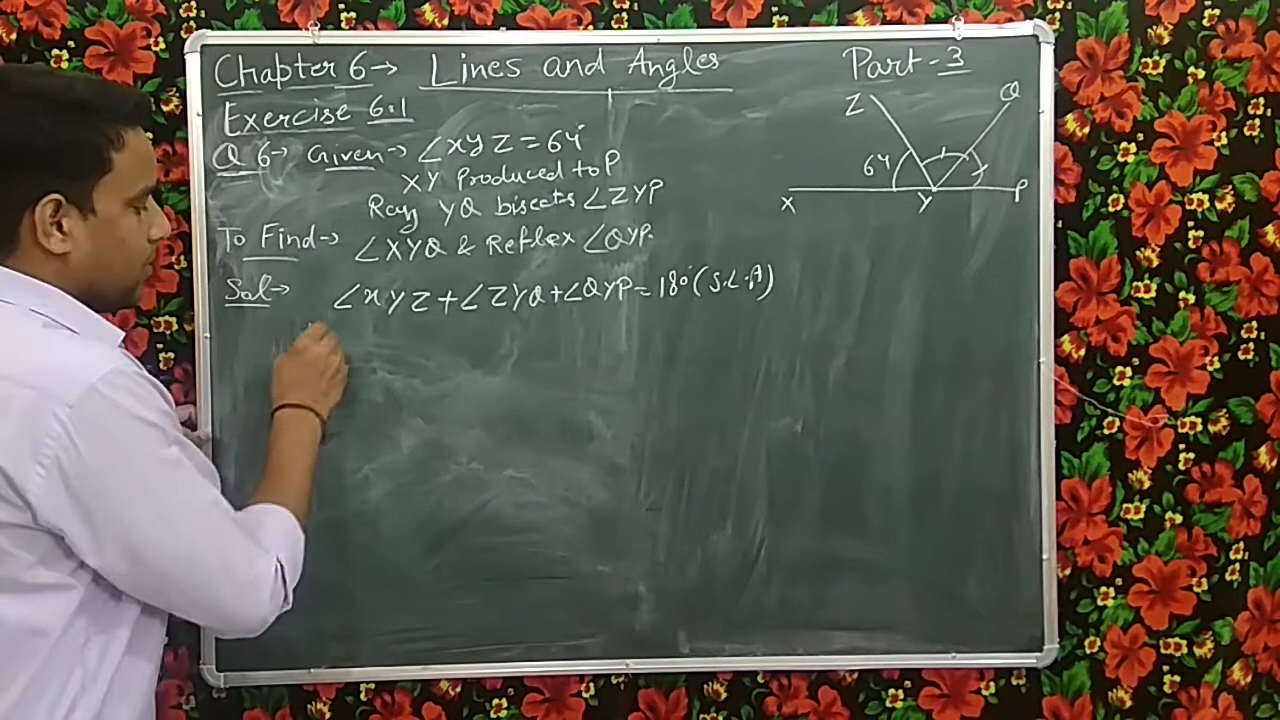 Chapter 6→ Lines and Angles
Part-3
Exercise 6.1
Q 6→ Given→ ∠XYZ=64°
XY Produced to P
Ray YQ bisects ∠ZYP
To Find→ ∠XYQ & Reflex ∠QYP.
Sol→ ∠XYZ+∠ZYQ+∠QYP=180°(S.L.A)
Z Q
64
X Y P